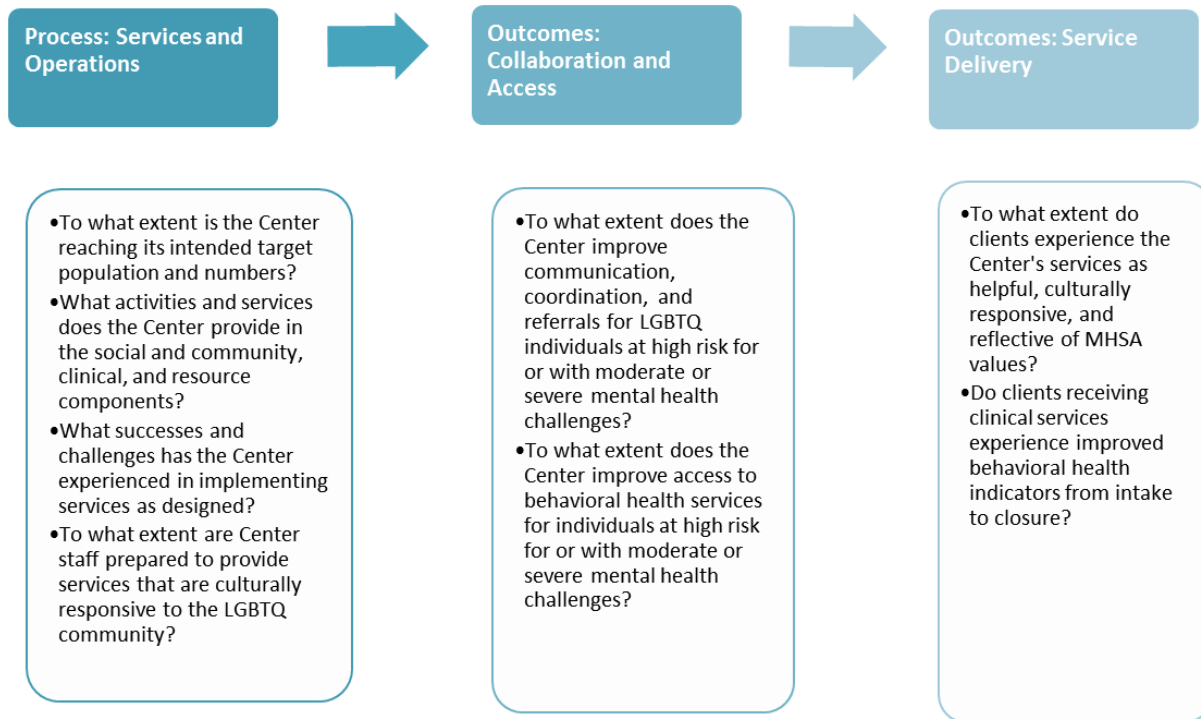 Process: Services and
Operations
Outcomes:
Collaboration and
Access
Outcomes: Service
Delivery
•To what extent is the Center
reaching its intended target
population and numbers?
•What activities and services
does the Center provide in
the social and community,
clinical, and resource
components?
•What successes and
challenges has the Center
experienced in implementing
services as designed?
•To what extent are Center
staff prepared to provide
services that are culturally
responsive to the LGBTQ
community?
•To what extent does the
Center improve
communication,
coordination, and
referrals for LGBTQ
individuals at high risk for
or with moderate or
severe mental health
challenges?
•To what extent does the
Center improve access to
behavioral health services
for individuals at high risk
for or with moderate or
severe mental health
challenges?
•To what extent do
clients experience the
Center's services as
helpful, culturally
responsive, and
reflective of MHSA
values?
•Do clients receiving
clinical services
experience improved
behavioral health
indicators from intake
to closure?